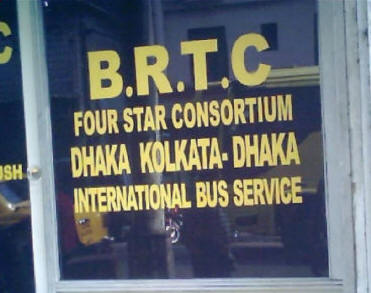 B.R.T.C
FOUR STAR CONSORTIUM
DHAKA KOLKATA- DHAKA
INTERNATIONAL BUS SERVICE